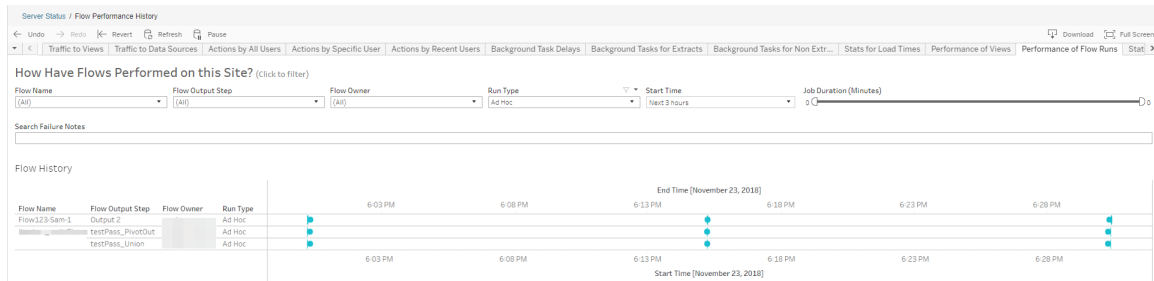 Server Status / Flow Performance History
Undo Redo Revert Refresh Pause Download Full Screen
Traffic to Views Traffic to Data Sources Actions by All Users Actions by Specific User Actions by Recent Users Background Task Delays Background Tasks for Extracts Background Tasks for Non Extr... Stats for Load Times Performance of Views Performance of Flow Runs Stat
How Have Flows Performed on this Site? (Click to filter)
Flow Name Flow Output Step Flow Owner Run Type Start Time Job Duration (Minutes)
(All) (All) (All) Ad Hoc Next 3 hours 0 0
Search Failure Notes
Flow History
End Time [November 23, 2018]
6:03 PM 6:08 PM 6:13 PM 6:18 PM 6:23 PM 6:28 PM
Flow Name Flow Output Step Flow Owner Run Type
Flow123-Sam-1 Output 2 Ad Hoc
testPass_PivotOut Ad Hoc
testPass_Union Ad Hoc
6:03 PM 6:08 PM 6:13 PM 6:18 PM 6:23 PM 6:28 PM
Start Time [November 23, 2018]